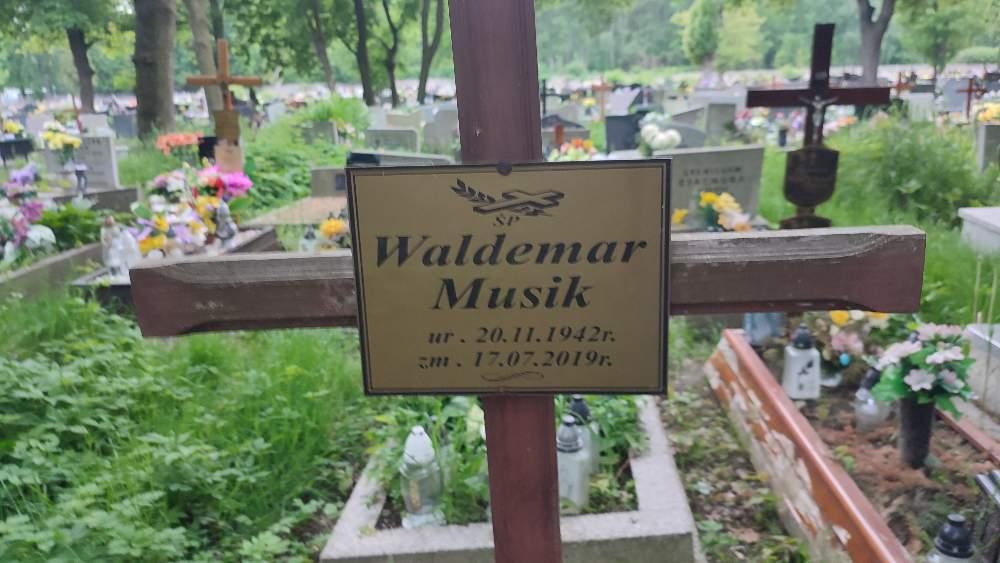 ŚP
Waldemar
Musik
ur. 20.11.1942r.
zm. 17.07.2019r.